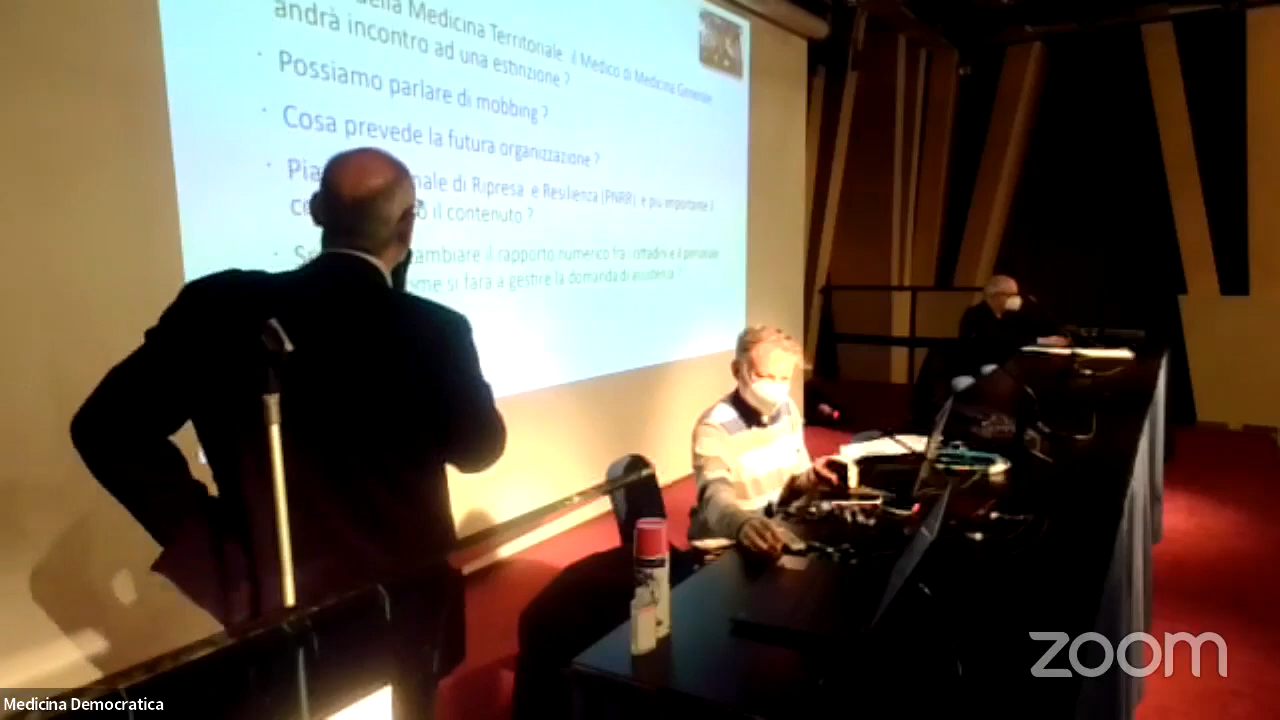 della Medicina Territoriale il Medico di Medicina Generale
andrà incontro ad una estinzione ?
· Possiamo parlare di mobbing ?
· Cosa prevede la futura organizzazione ?
· nale di Ripresa e Resilienza (PNRR), e più importante il
il contenuto ?
· cambiare il rapporto numerico tra i cittadini e il personale
si farà a gestire la domanda di assistenza
zoom
Medicina Democratica